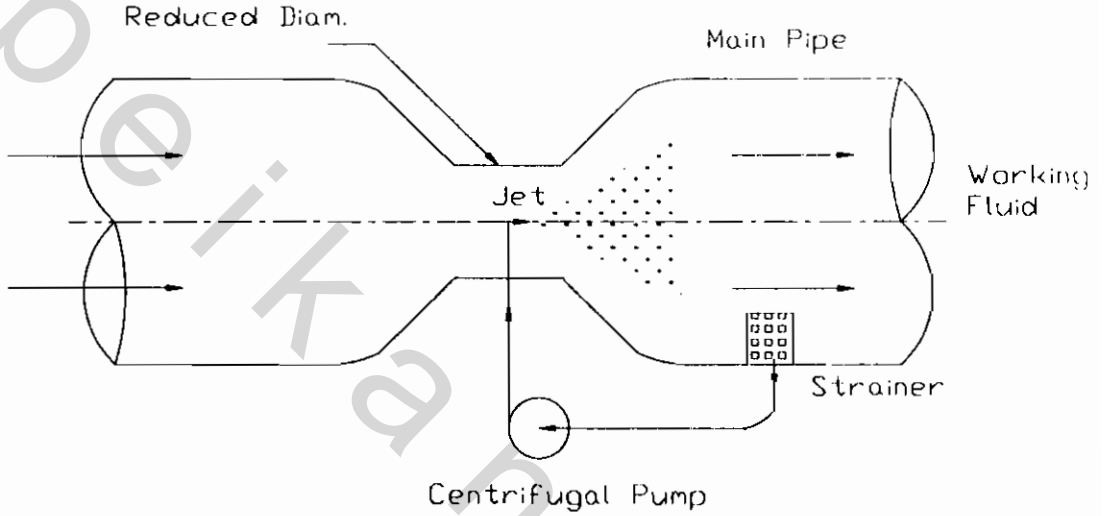 Reduced Diam.
Main Pipe
Jet
Working
Fluid
Strainer
Centrifugal Pump